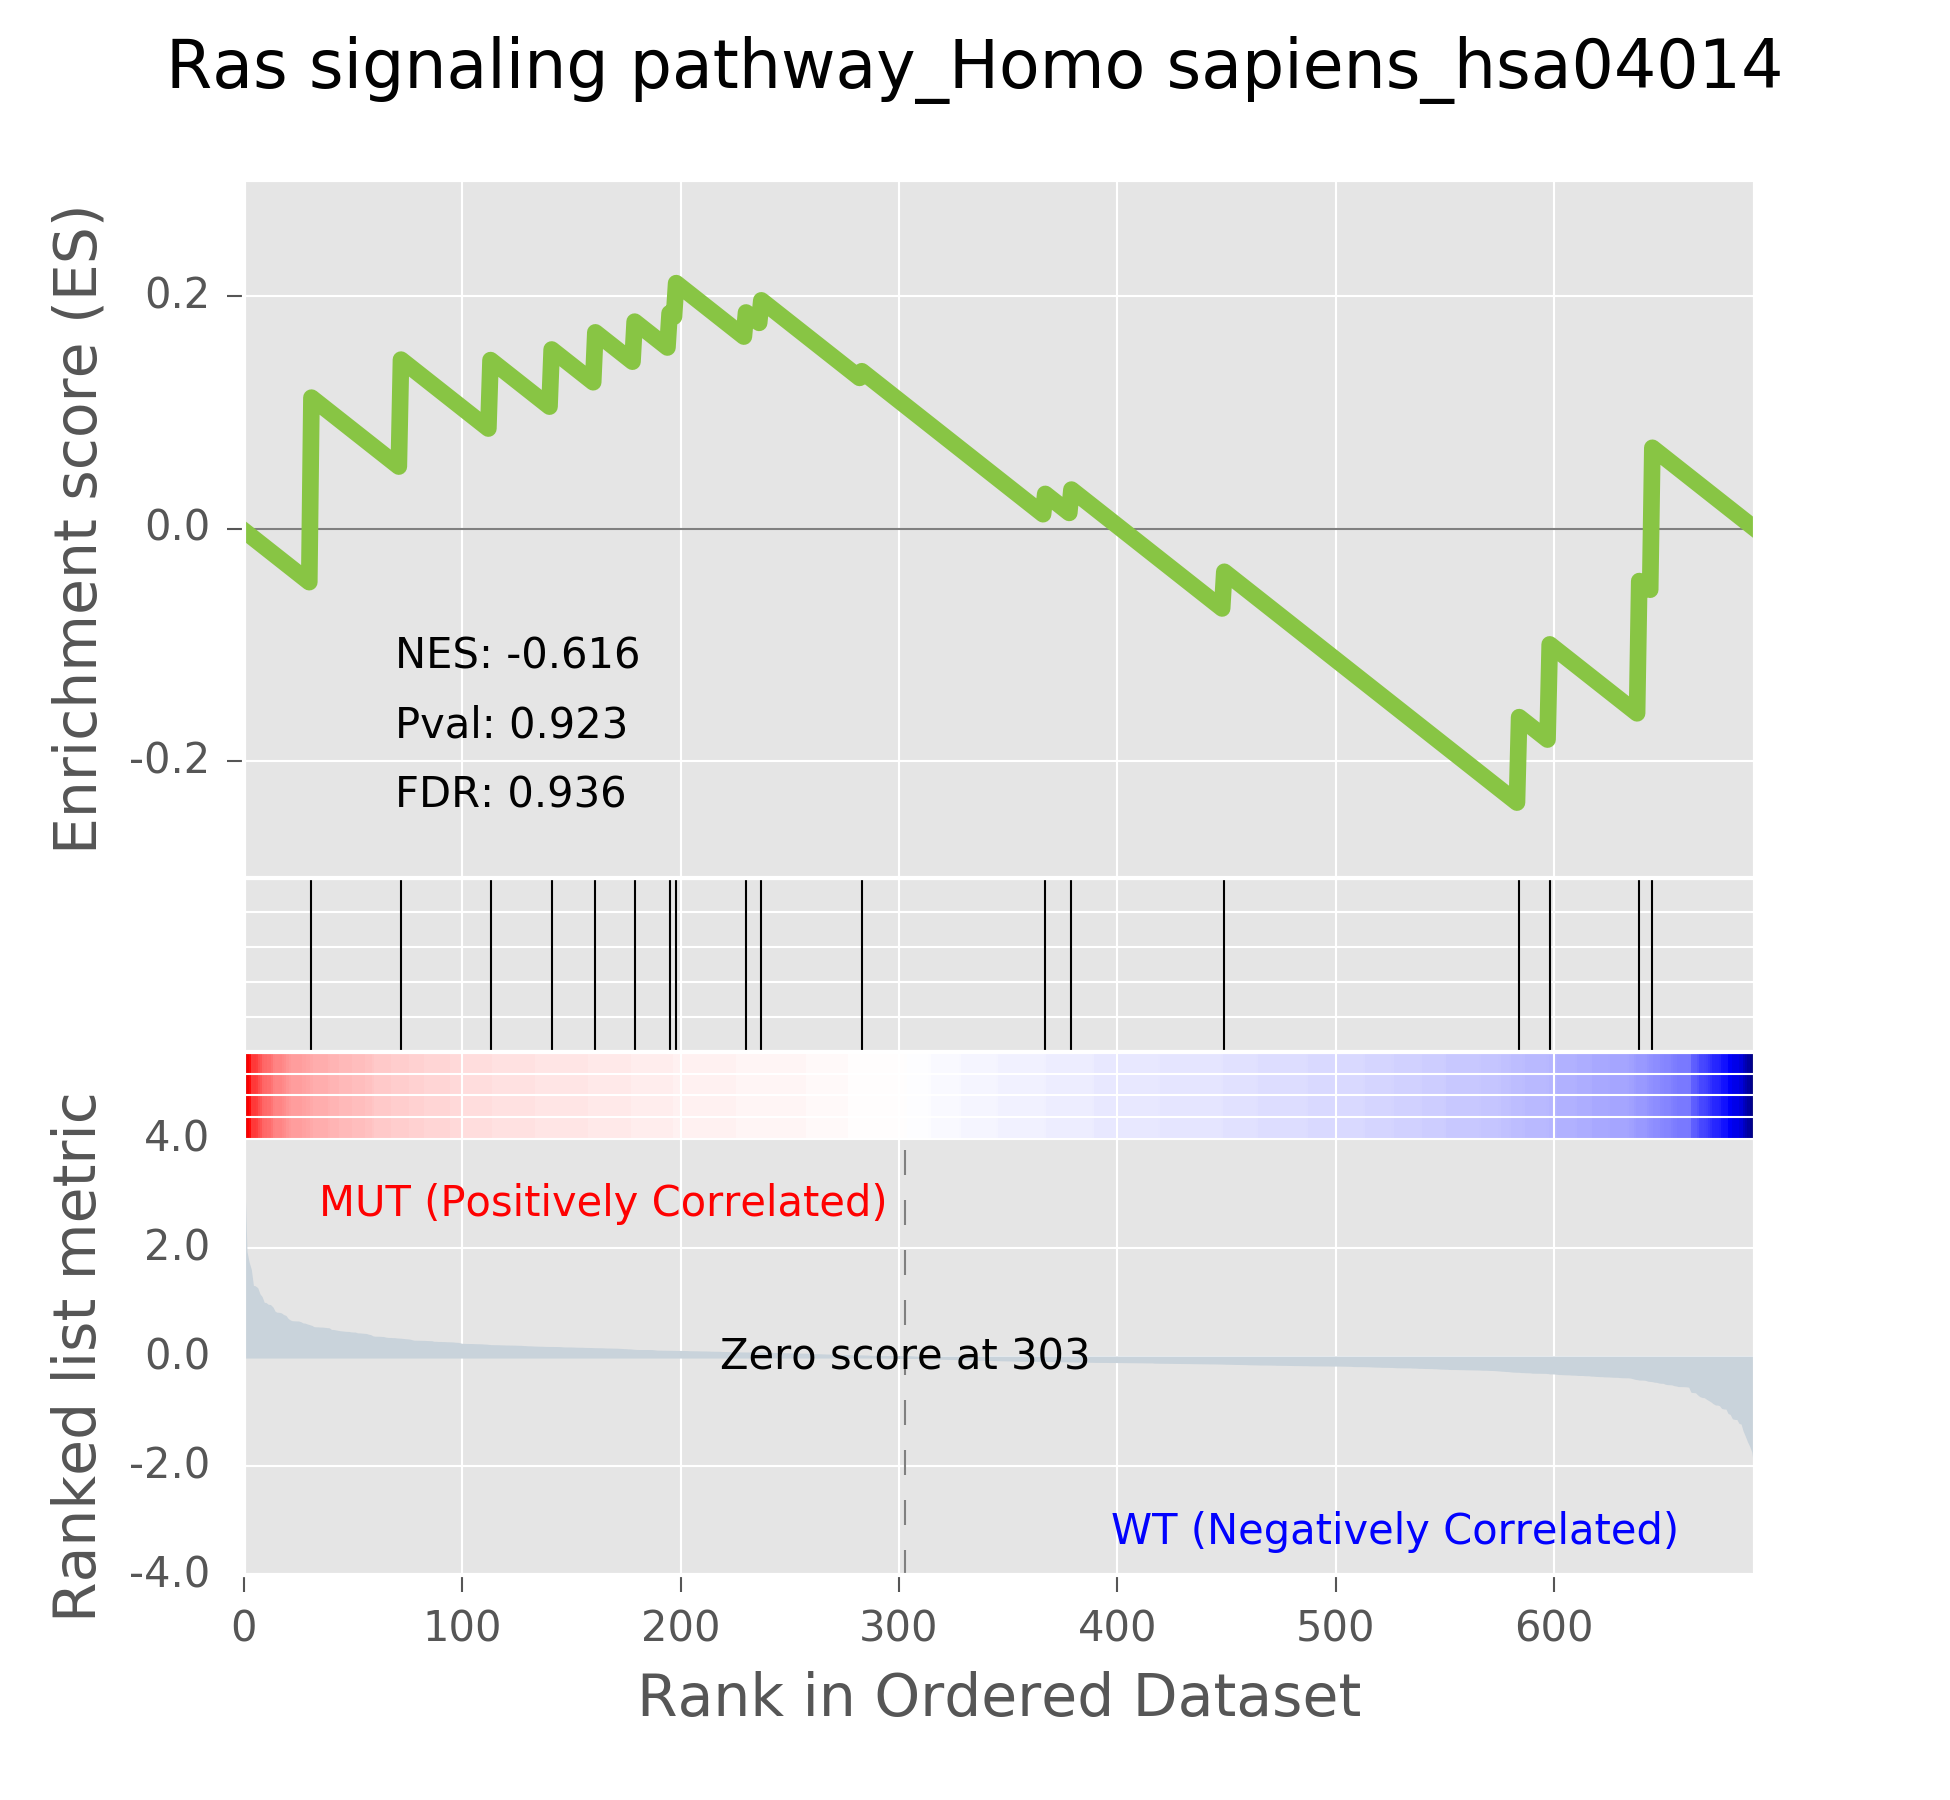 Ras signaling pathway_Homo sapiens_hsa04014
Enrichment score (ES)
0.2
0.0
-0.2
NES: -0.616
Pval: 0.923
FDR: 0.936
Ranked list metric
4.0
2.0
0.0
-2.0
-4.0
MUT (Positively Correlated)
Zero score at 303
WT (Negatively Correlated)
0 100 200 300 400 500 600
Rank in Ordered Dataset